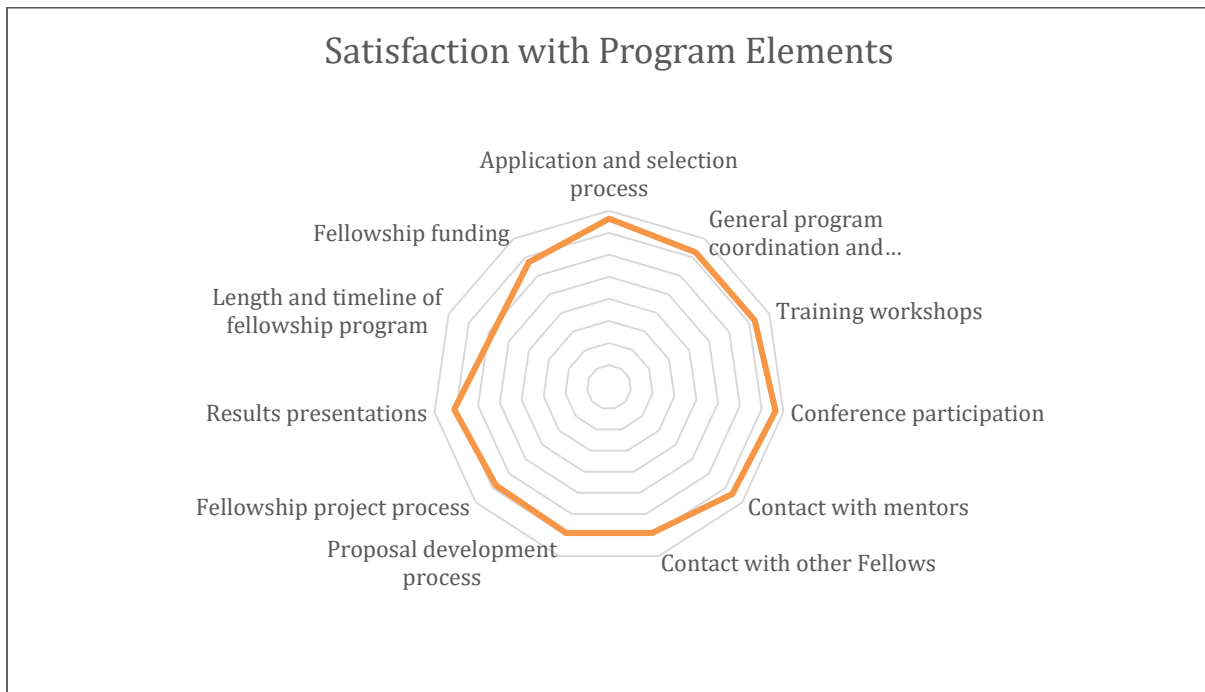 Satisfaction with Program Elements
Application and selection
process
General program
coordination and…
Training workshops
Conference participation
Contact with mentors
Contact with other Fellows
Proposal development
process
Fellowship project process
Results presentations
Length and timeline of
fellowship program
Fellowship funding